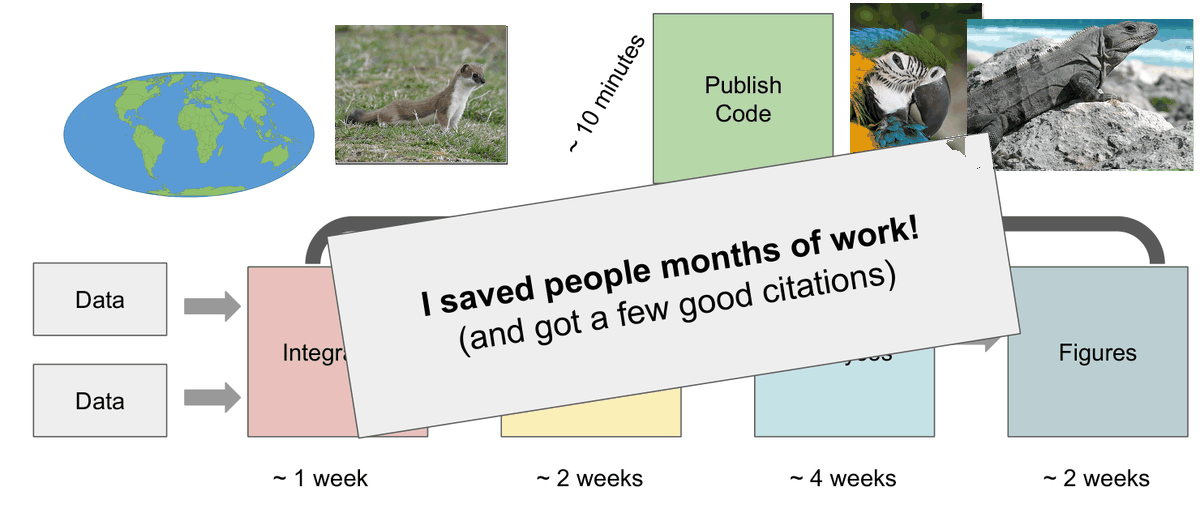 ~ 10 minutes
Publish
Code
I saved people months of work!
(and got a few good citations)
Data
Data
Figures
~ 1 week
~ 2 weeks
~ 4 weeks
~ 2 weeks